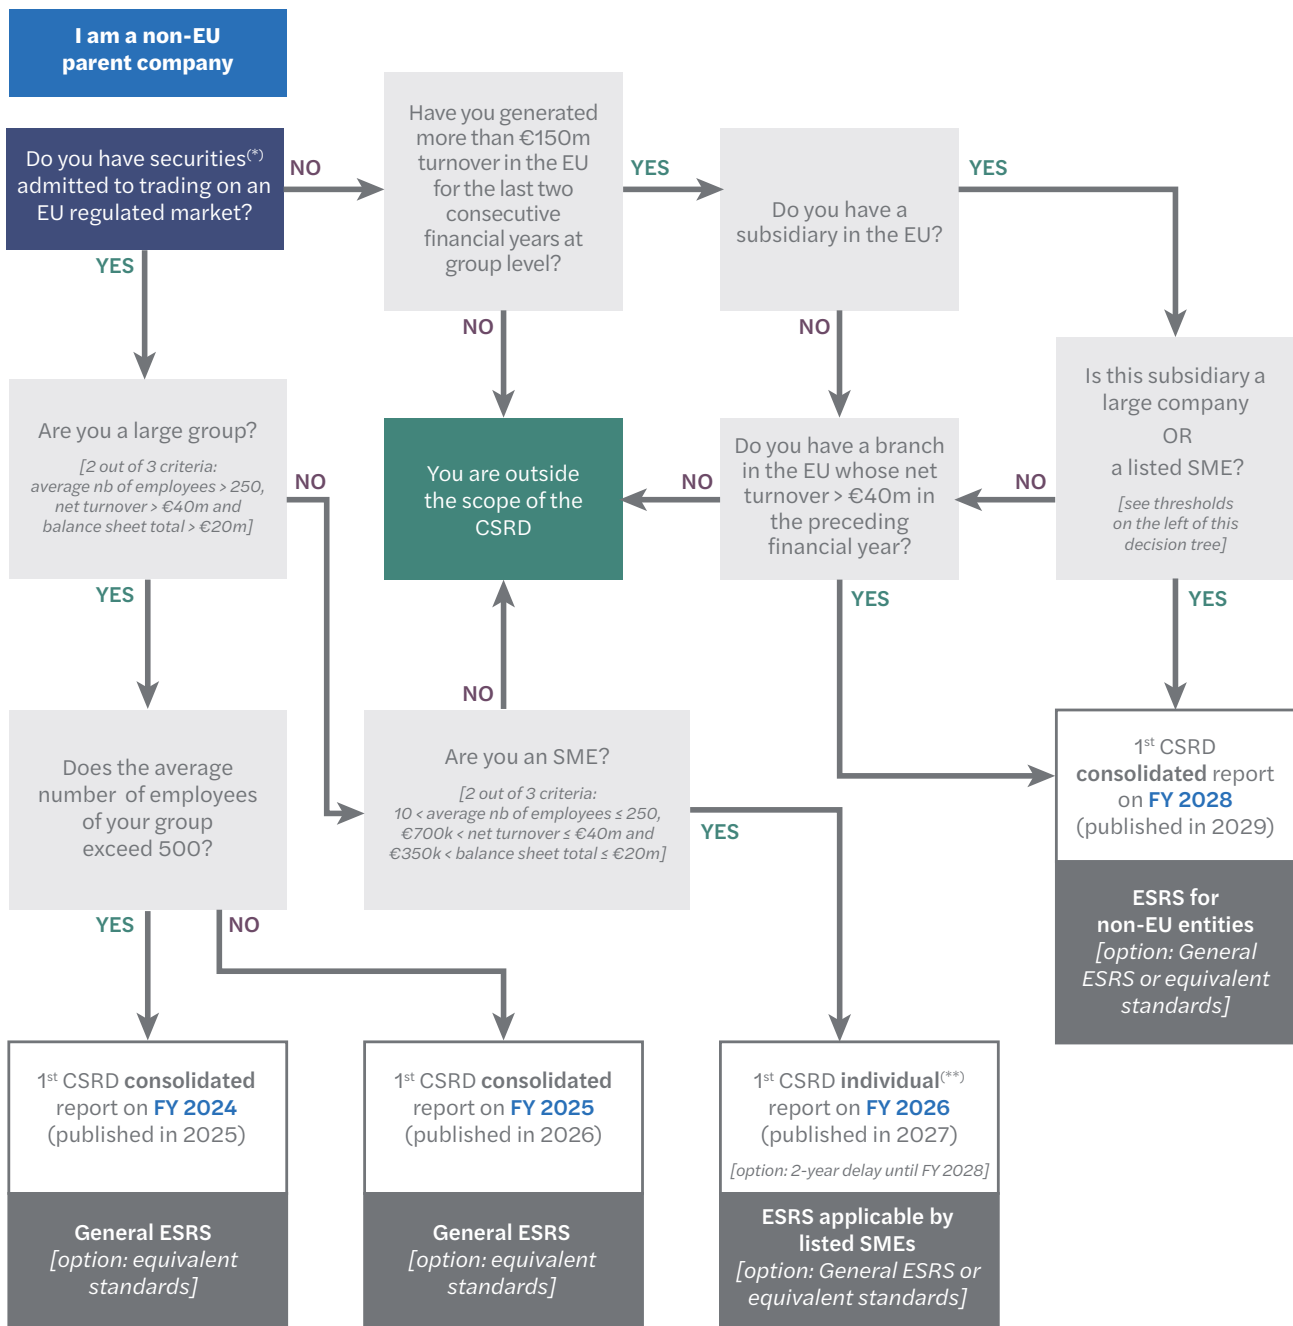 I am a non-EU
parent company
Do you have securities(*)
admitted to trading on an
EU regulated market?
NO
Have you generated
more than €150m
turnover in the EU
for the last two
consecutive
financial years at
group level?
YES
Do you have a
subsidiary in the EU?
YES
YES
NO
NO
Are you a large group?
[2 out of 3 criteria:
average nb of employees > 250,
net turnover > €40m and
balance sheet total > €20m]
NO
You are outside
the scope of the
CSRD
NO
Do you have a branch
in the EU whose net
turnover > €40m in
the preceding
financial year?
NO
Is this subsidiary a
large company
OR
a listed SME?
[see thresholds
on the left of this
decision tree]
YES
YES
YES
NO
Does the average
number of employees
of your group
exceed 500?
Are you an SME?
[2 out of 3 criteria:
10 < average nb of employees ≤ 250,
€700k < net turnover ≤ €40m and
€350k < balance sheet total ≤ €20m]
YES
1st CSRD
consolidated report
on FY 2028
(published in 2029)
ESRS for
non-EU entities
[option: General
ESRS or equivalent
standards]
YES
NO
1st CSRD consolidated
report on FY 2024
(published in 2025)
General ESRS
[option: equivalent
standards]
1st CSRD consolidated
report on FY 2025
(published in 2026)
General ESRS
[option: equivalent
standards]
1st CSRD individual(**)
report on FY 2026
(published in 2027)
[option: 2-year delay until FY 2028]
ESRS applicable by
listed SMEs
[option: General ESRS or
equivalent standards]